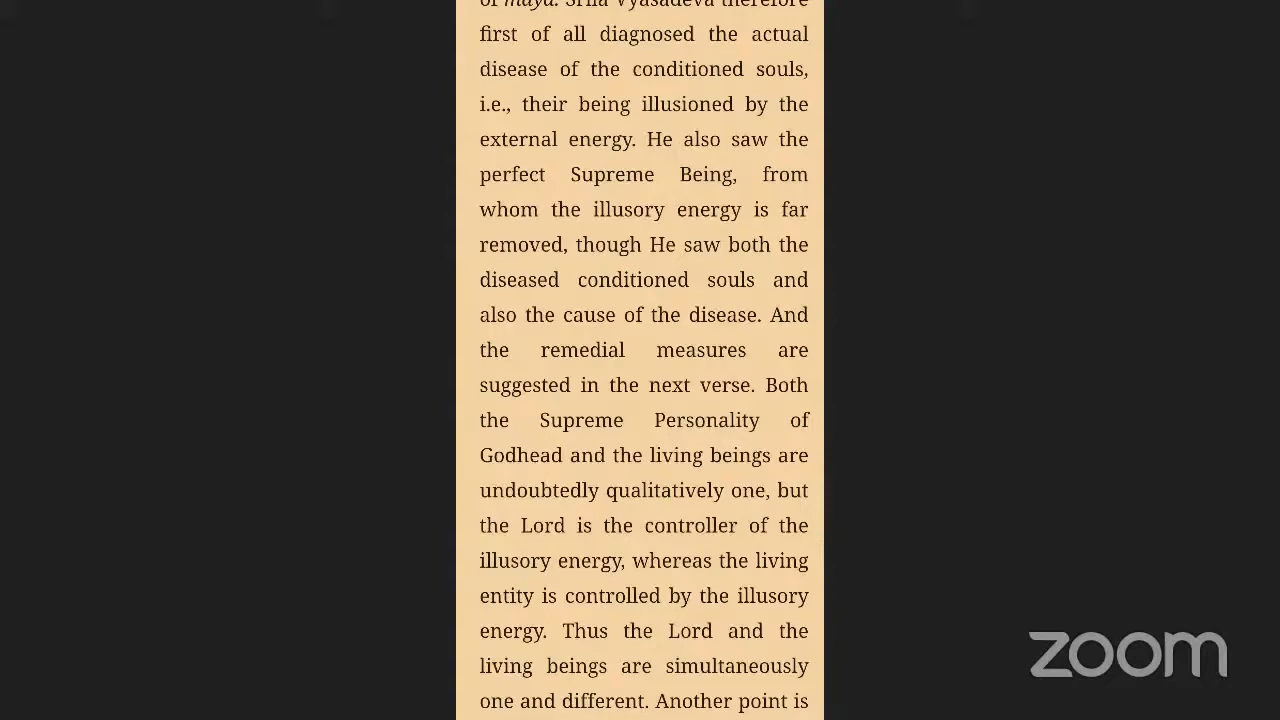 of maya. Srila Vyasadeva therefore
first of all diagnosed the actual
disease of the conditioned souls,
i.e., their being illusioned by the
external energy. He also saw the
perfect Supreme Being, from
whom the illusory energy is far
removed, though He saw both the
diseased conditioned souls and
also the cause of the disease. And
the remedial measures are
suggested in the next verse. Both
the Supreme Personality of
Godhead and the living beings are
undoubtedly qualitatively one, but
the Lord is the controller of the
illusory energy, whereas the living
entity is controlled by the illusory
energy. Thus the Lord and the
living beings are simultaneously
one and different. Another point is
zoom